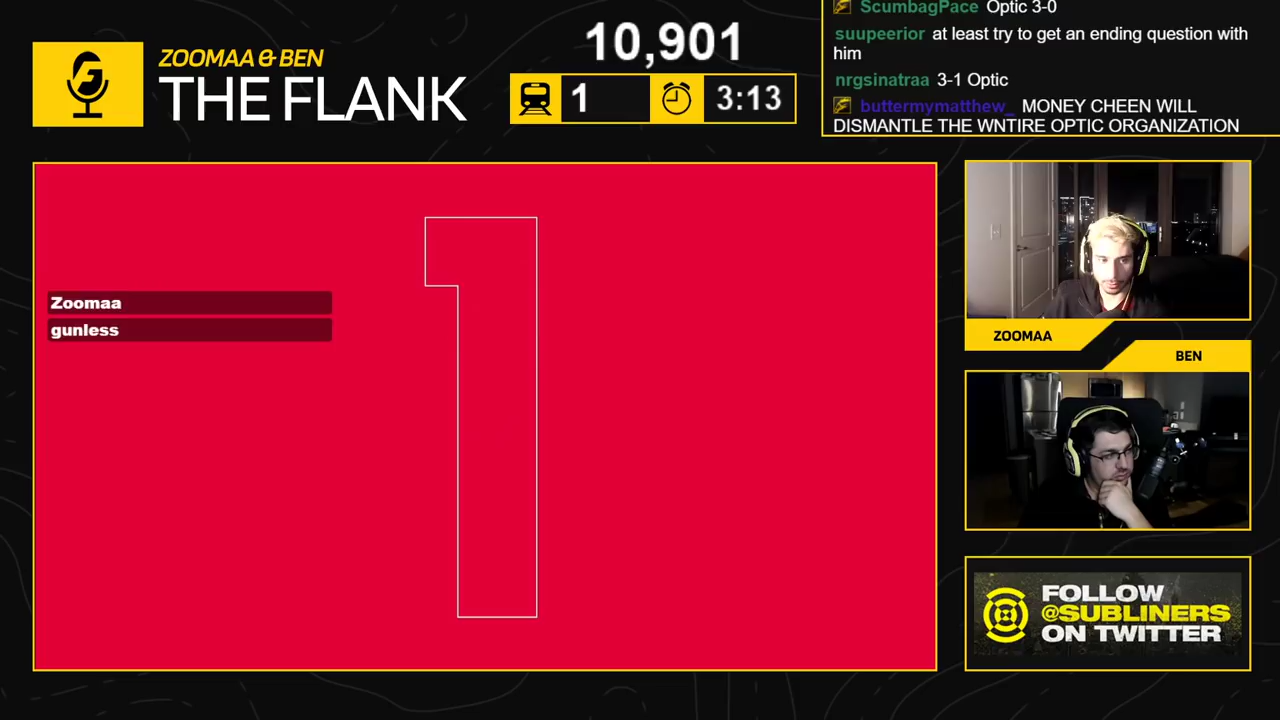 ZOOMAA & BEN
THE FLANK
10,901
1
3:13
ScumbagPace Optic 3-0
suupeerior at least try to get an ending question with
him
nrgsinatraa 3-1 Optic
buttermymatthew_ MONEY CHEEN WILL
DISMANTLE THE WNTIRE OPTIC ORGANIZATION
Zoomaa
gunless
1
ZOOMAA
BEN
FOLLOW
@SUBLINERS
ON TWITTER